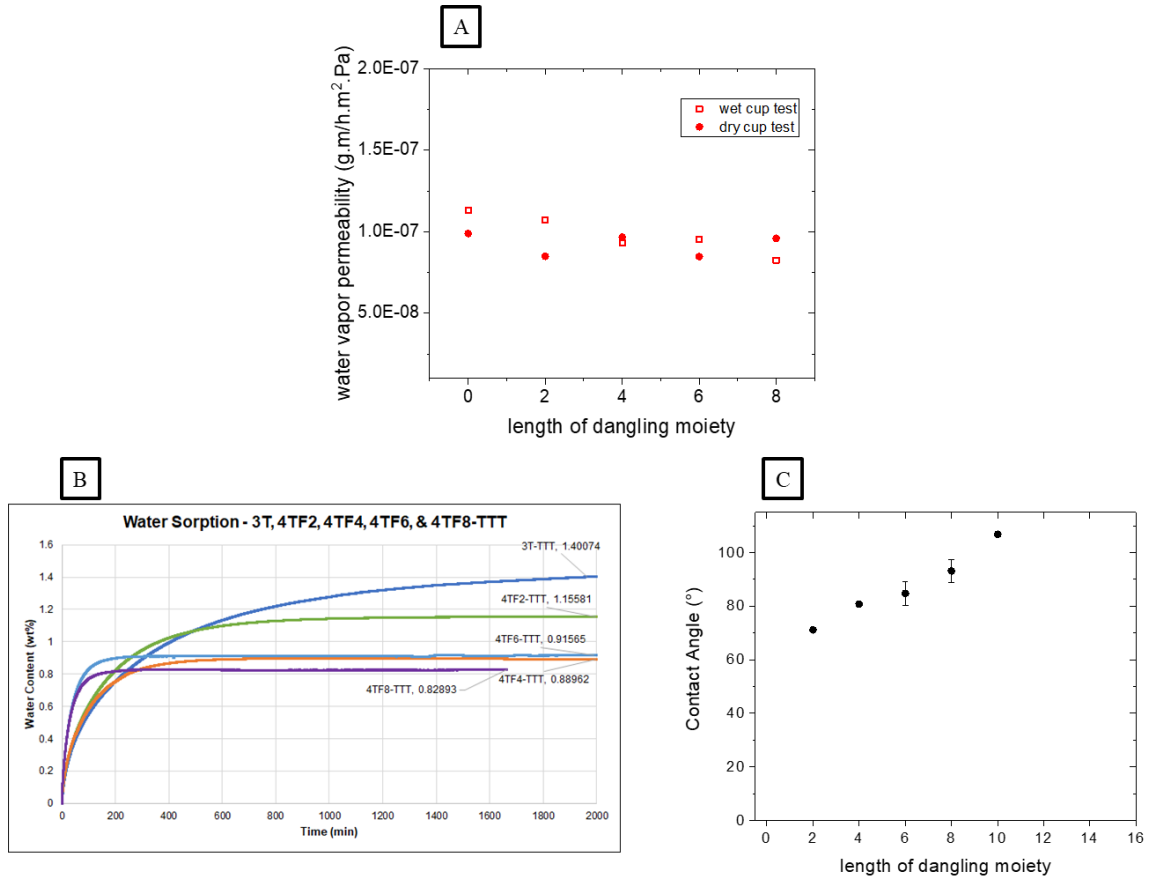 A
water vapor permeability (g.m/h.m².Pa)
2.0E-07
1.5E-07
1.0E-07
5.0E-08
wet cup test
dry cup test
0 2 4 6 8
length of dangling moiety
B
Water Sorption - 3T, 4TF2, 4TF4, 4TF6, & 4TF8-TTT
Water Content (wt%)
1.6
1.4
1.2
1
0.8
0.6
0.4
0.2
0
3T-TTT, 1.40074
4TF2-TTT, 1.15581
4TF6-TTT, 0.91565
4TF4-TTT, 0.88962
4TF8-TTT, 0.82893
0 200 400 600 800 1000 1200 1400 1600 1800 2000
Time (min)
C
Contact Angle (°)
100
80
60
40
20
0
0 2 4 6 8 10 12 14 16
length of dangling moiety